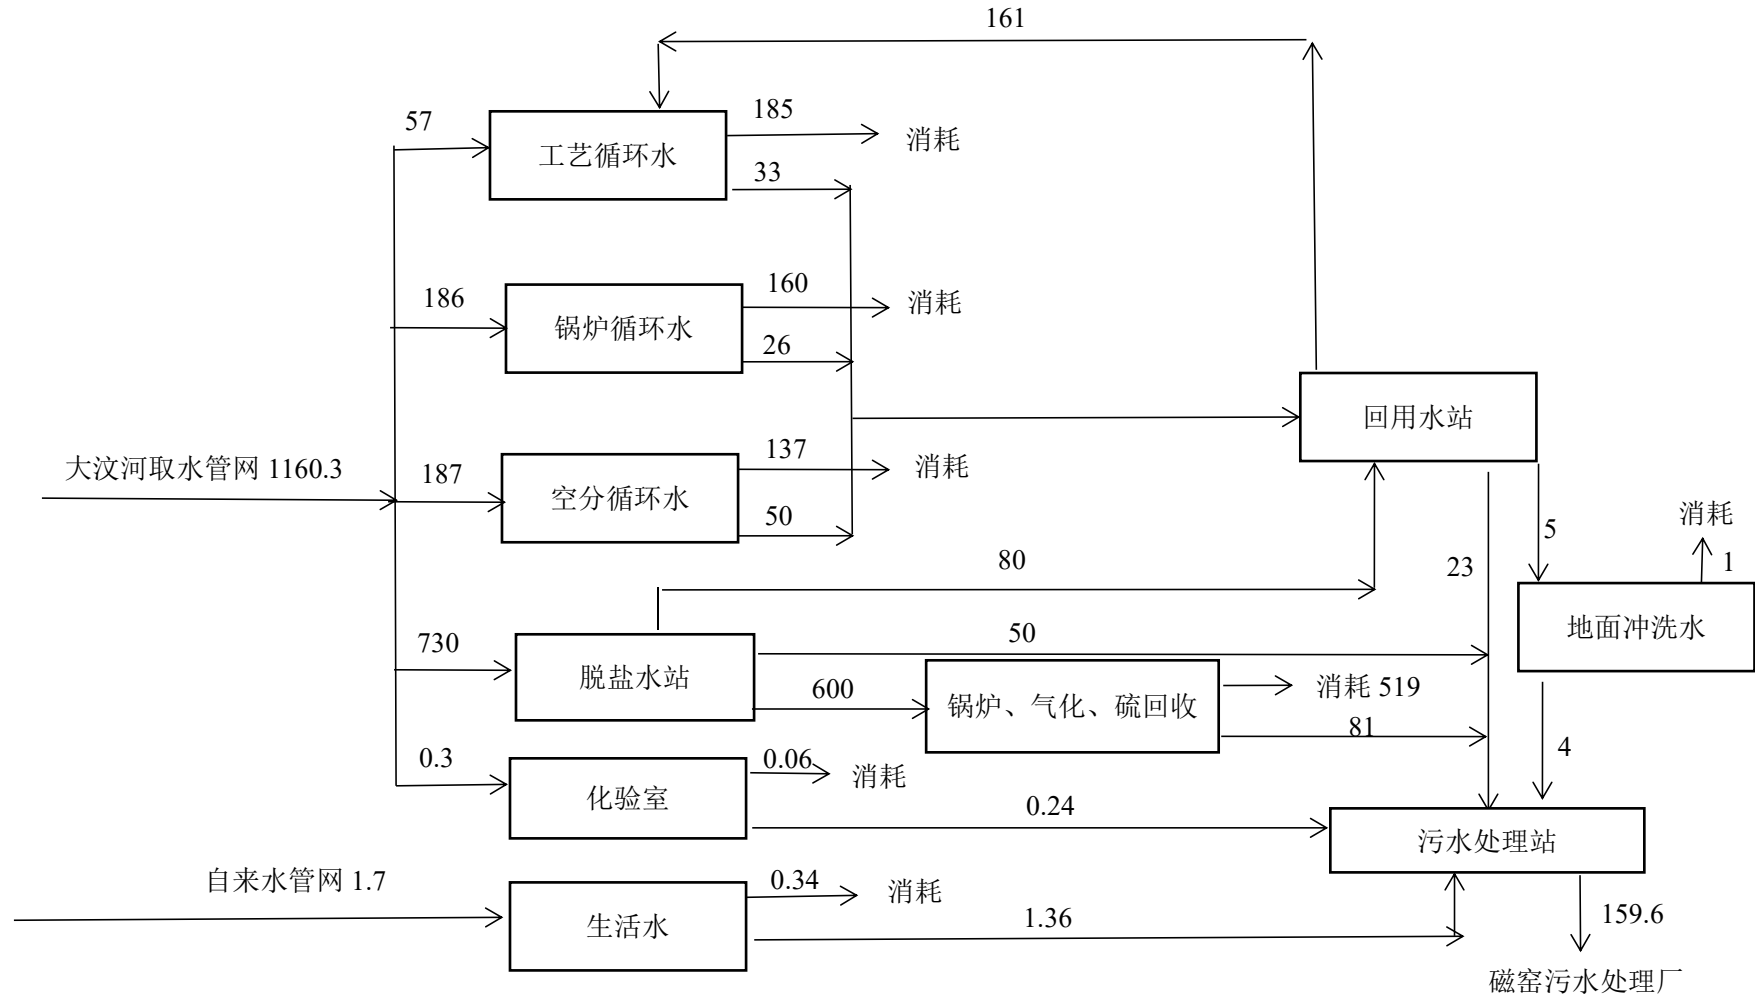 161
57
185
消耗
工艺循环水
33
186
160
消耗
锅炉循环水
26
回用水站
大汶河取水管网 1160.3
187
137
消耗
空分循环水
50
消耗
5
1
80
23
地面冲洗水
730
50
脱盐水站
600
锅炉、气化、硫回收
消耗 519
81
4
0.3
0.06
消耗
化验室
0.24
污水处理站
自来水管网 1.7
0.34
消耗
生活水
1.36
159.6
磁窑污水处理厂